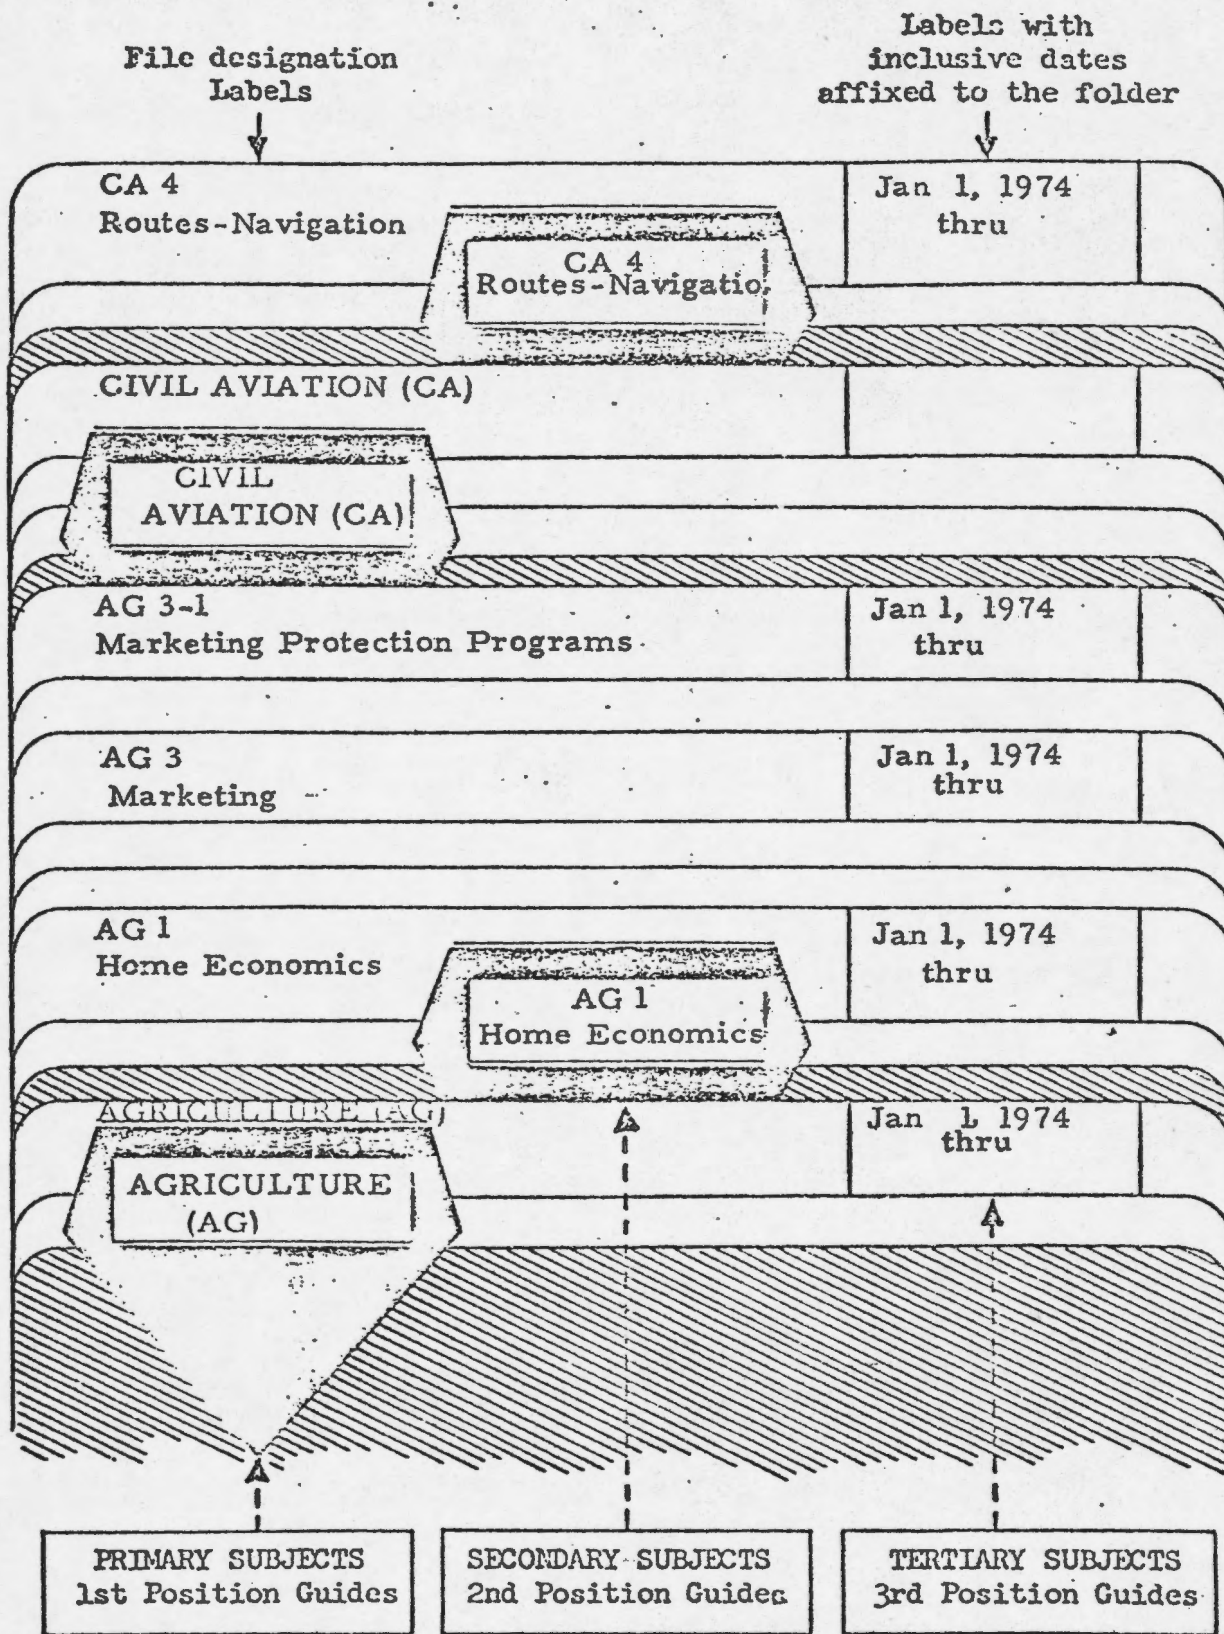 File designation
Labels
Labels with
inclusive dates
affixed to the folder
CA 4
Routes-Navigation
Jan 1, 1974
thru
CA 4
Routes-Navigatio
CIVIL AVIATION (CA)
CIVIL
AVIATION (CA)
AG 3-1
Marketing Protection Programs
Jan 1, 1974
thru
AG 3
Marketing
Jan 1, 1974
thru
AG 1
Home Economics
Jan 1, 1974
thru
AG 1
Home Economics
AGRICULTURE (AG)
Jan 1, 1974
thru
AGRICULTURE
(AG)
PRIMARY SUBJECTS
1st Position Guides
SECONDARY SUBJECTS
2nd Position Guides
TERTIARY SUBJECTS
3rd Position Guides